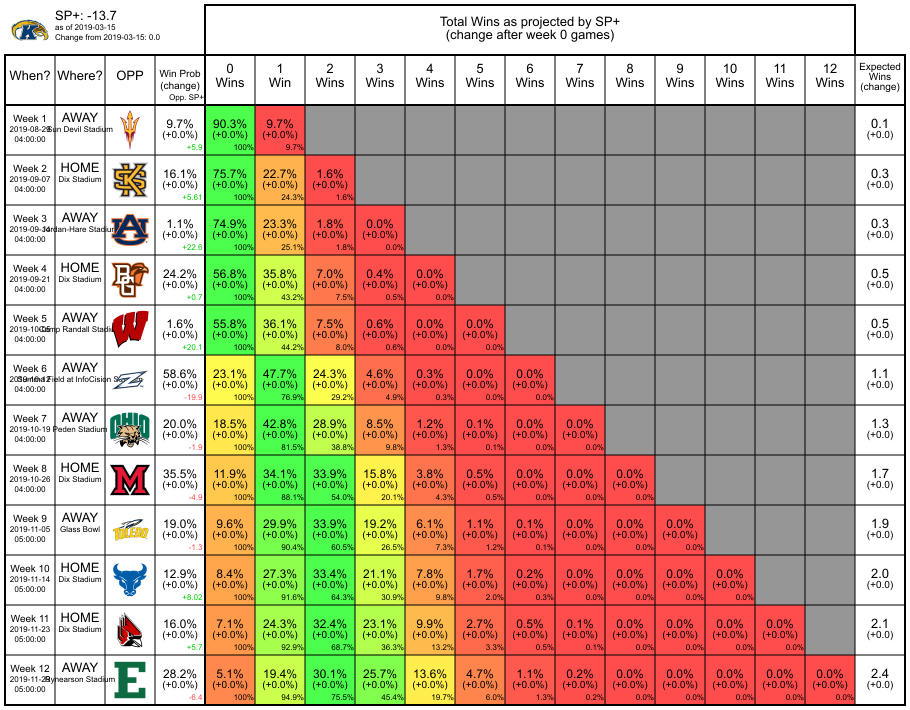 SP+: -13.7
as of 2019-03-15
Change from 2019-03-15: 0.0
Total Wins as projected by SP+
(change after week 0 games)
When? Where? OPP Win Prob (change) Opp. SP+ 0 Wins 1 Win 2 Wins 3 Wins 4 Wins 5 Wins 6 Wins 7 Wins 8 Wins 9 Wins 10 Wins 11 Wins 12 Wins Expected Wins (change)
Week 1 AWAY 9.7% 90.3% 9.7% 0.1
Sun Devil Stadium (+0.0%) (+0.0%) (+0.0%) (+0.0)
04:00:00 +5.9 100% 9.7%
Week 2 HOME 16.1% 75.7% 22.7% 1.6% 0.3
2019-09-07 Dix Stadium KS (+0.0%) (+0.0%) (+0.0%) (+0.0%) (+0.0)
04:00:00 +5.61 100% 24.3% 1.6%
Week 3 AWAY 1.1% 74.9% 23.3% 1.8% 0.0% 0.3
Jordan-Hare Stadium AU (+0.0%) (+0.0%) (+0.0%) (+0.0%) (+0.0%) (+0.0)
04:00:00 +22.6 100% 25.1% 1.8% 0.0%
Week 4 HOME 24.2% 56.8% 35.8% 7.0% 0.4% 0.0% 0.5
2019-09-21 Dix Stadium BG (+0.0%) (+0.0%) (+0.0%) (+0.0%) (+0.0%) (+0.0%) (+0.0)
04:00:00 +0.7 100% 43.2% 7.5% 0.5% 0.0%
Week 5 AWAY 1.6% 55.8% 36.1% 7.5% 0.6% 0.0% 0.0% 0.5
Camp Randall Stadium W (+0.0%) (+0.0%) (+0.0%) (+0.0%) (+0.0%) (+0.0%) (+0.0%) (+0.0)
04:00:00 +20.1 100% 44.2% 8.0% 0.6% 0.0% 0.0%
Week 6 AWAY 58.6% 23.1% 47.7% 24.3% 4.6% 0.3% 0.0% 0.0% 1.1
Field at InfoCision Z (+0.0%) (+0.0%) (+0.0%) (+0.0%) (+0.0%) (+0.0%) (+0.0%) (+0.0%) (+0.0)
04:00:00 -19.9 100% 76.9% 29.2% 4.9% 0.3% 0.0% 0.0%
Week 7 AWAY 20.0% 18.5% 42.8% 28.9% 8.5% 1.2% 0.1% 0.0% 0.0% 1.3
2019-10-19 Peden Stadium OHIO (+0.0%) (+0.0%) (+0.0%) (+0.0%) (+0.0%) (+0.0%) (+0.0%) (+0.0%) (+0.0%) (+0.0)
04:00:00 -1.9 100% 81.5% 38.8% 9.8% 1.3% 0.1% 0.0% 0.0%
Week 8 HOME 35.5% 11.9% 34.1% 33.9% 15.8% 3.8% 0.5% 0.0% 0.0% 0.0% 1.7
2019-10-26 Dix Stadium M (+0.0%) (+0.0%) (+0.0%) (+0.0%) (+0.0%) (+0.0%) (+0.0%) (+0.0%) (+0.0%) (+0.0%) (+0.0)
04:00:00 -4.9 100% 88.1% 54.0% 20.1% 4.3% 0.5% 0.0% 0.0% 0.0%
Week 9 AWAY 19.0% 9.6% 29.9% 33.9% 19.2% 6.1% 1.1% 0.1% 0.0% 0.0% 0.0% 1.9
2019-11-05 Glass Bowl TOLEDO (+0.0%) (+0.0%) (+0.0%) (+0.0%) (+0.0%) (+0.0%) (+0.0%) (+0.0%) (+0.0%) (+0.0%) (+0.0%) (+0.0)
05:00:00 -1.3 100% 90.4% 60.5% 26.5% 7.3% 1.2% 0.1% 0.0% 0.0% 0.0%
Week 10 HOME 12.9% 8.4% 27.3% 33.4% 21.1% 7.8% 1.7% 0.2% 0.0% 0.0% 0.0% 0.0% 2.0
2019-11-14 Dix Stadium (+0.0%) (+0.0%) (+0.0%) (+0.0%) (+0.0%) (+0.0%) (+0.0%) (+0.0%) (+0.0%) (+0.0%) (+0.0%) (+0.0%) (+0.0)
05:00:00 +8.02 100% 91.6% 64.3% 30.9% 9.8% 2.0% 0.3% 0.0% 0.0% 0.0% 0.0%
Week 11 HOME 16.0% 7.1% 24.3% 32.4% 23.1% 9.9% 2.7% 0.5% 0.1% 0.0% 0.0% 0.0% 0.0% 2.1
2019-11-23 Dix Stadium (+0.0%) (+0.0%) (+0.0%) (+0.0%) (+0.0%) (+0.0%) (+0.0%) (+0.0%) (+0.0%) (+0.0%) (+0.0%) (+0.0%) (+0.0%) (+0.0)
05:00:00 +5.7 100% 92.9% 68.7% 36.3% 13.2% 3.3% 0.5% 0.1% 0.0% 0.0% 0.0% 0.0%
Week 12 AWAY 28.2% 5.1% 19.4% 30.1% 25.7% 13.6% 4.7% 1.1% 0.2% 0.0% 0.0% 0.0% 0.0% 0.0% 2.4
Rynearson Stadium E (+0.0%) (+0.0%) (+0.0%) (+0.0%) (+0.0%) (+0.0%) (+0.0%) (+0.0%) (+0.0%) (+0.0%) (+0.0%) (+0.0%) (+0.0%) (+0.0%) (+0.0)
05:00:00 -6.4 100% 94.9% 75.5% 45.4% 19.7% 6.0% 1.3% 0.2% 0.0% 0.0% 0.0% 0.0% 0.0%